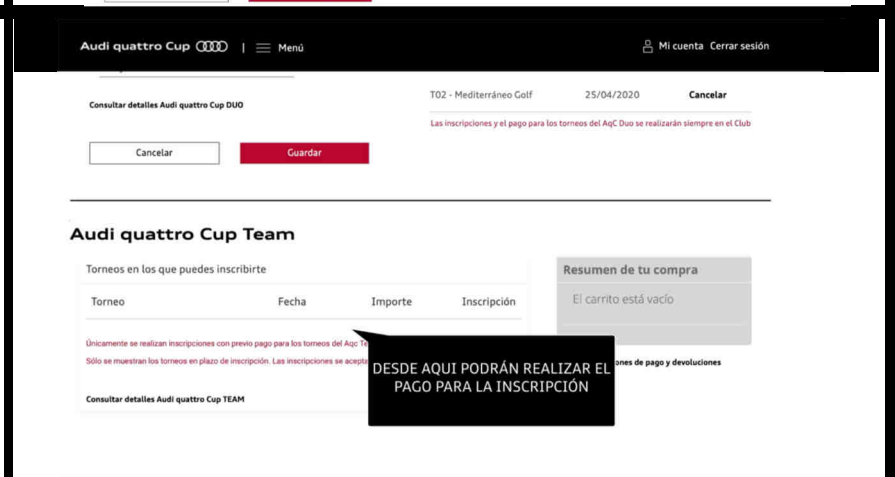 Audi quattro Cup | Menú
Mi cuenta Cerrar sesión
T02 - Mediterráneo Golf 25/04/2020 Cancelar
Consultar detalles Audi quattro Cup DUO
Las inscripciones y el pago para los torneos del AqC Duo se realizarán siempre en el Club
Cancelar Guardar
Audi quattro Cup Team
Torneos en los que puedes inscribirte
Torneo Fecha Importe Inscripción
Únicamente se realizan inscripciones con previo pago para los torneos del Aqc
Sólo se muestran los torneos en plazo de inscripción. Las inscripciones se
Consultar detalles Audi quattro Cup TEAM
Resumen de tu compra
El carrito está vacío
de pago y devoluciones
DESDE AQUI PODRÁN REALIZAR EL
PAGO PARA LA INSCRIPCIÓN